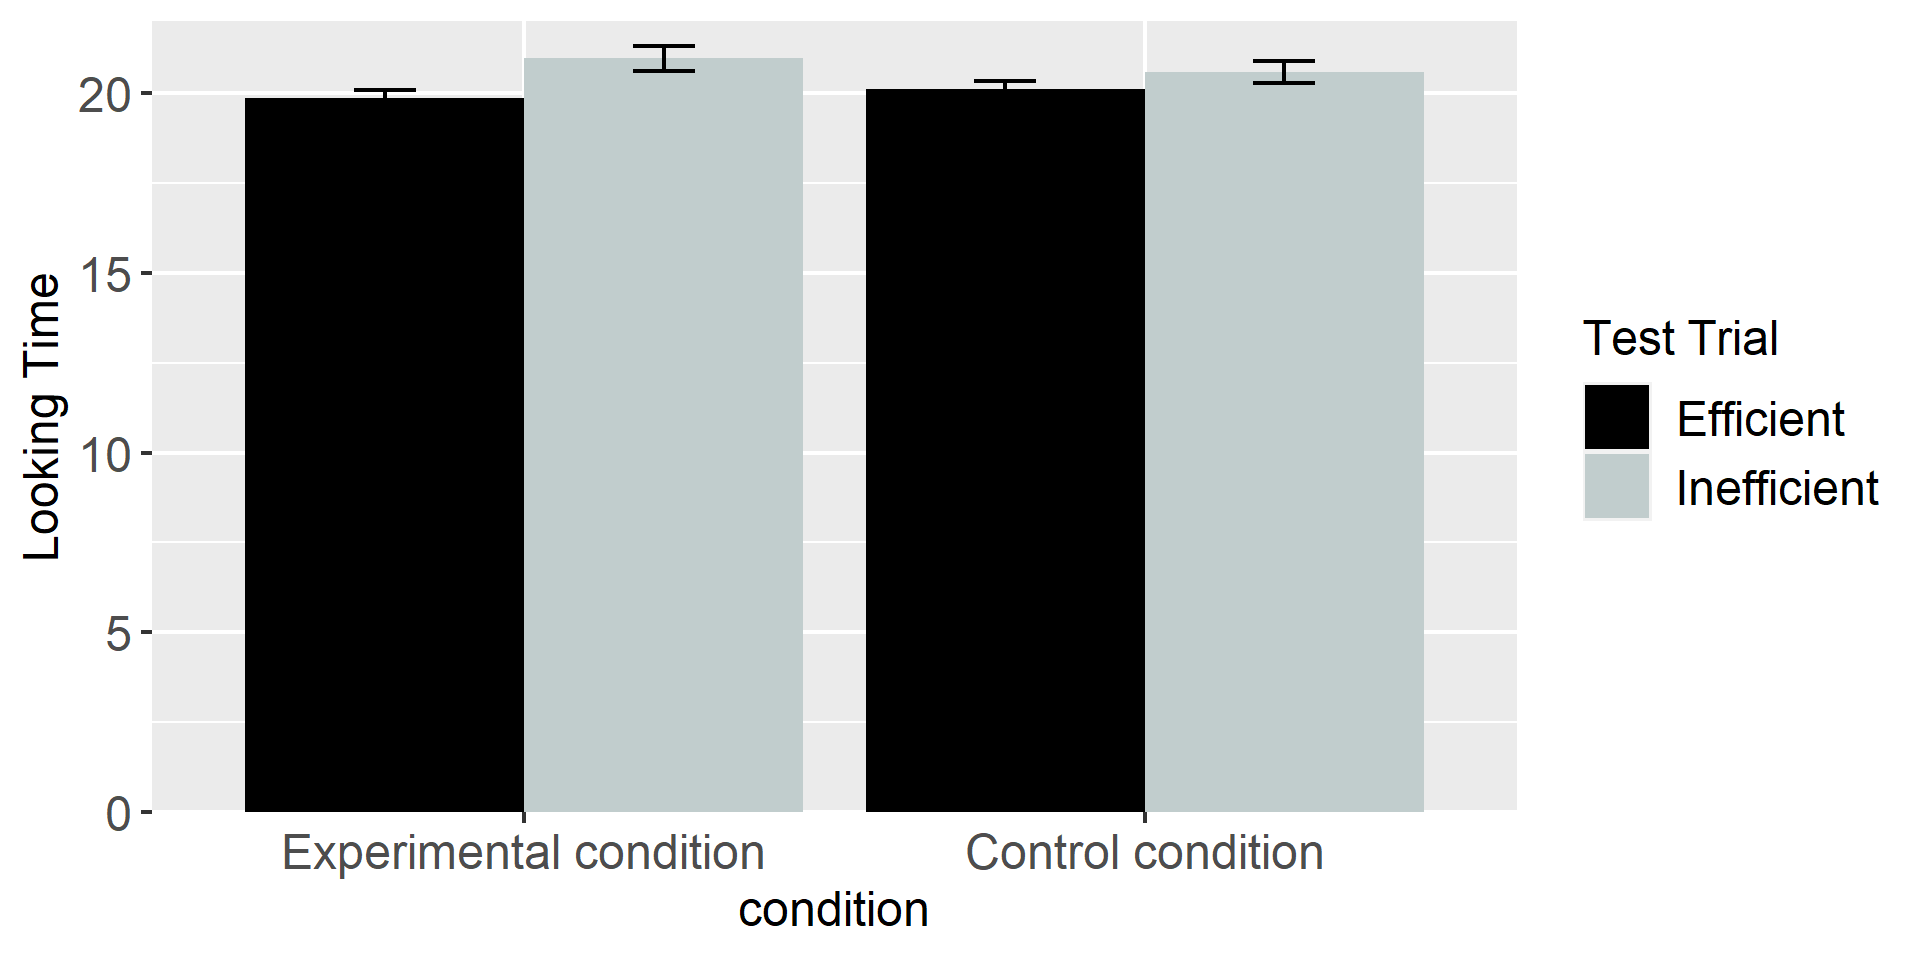 Looking Time
20
15
10
5
0
Experimental condition
Control condition
condition
Test Trial
Efficient
Inefficient